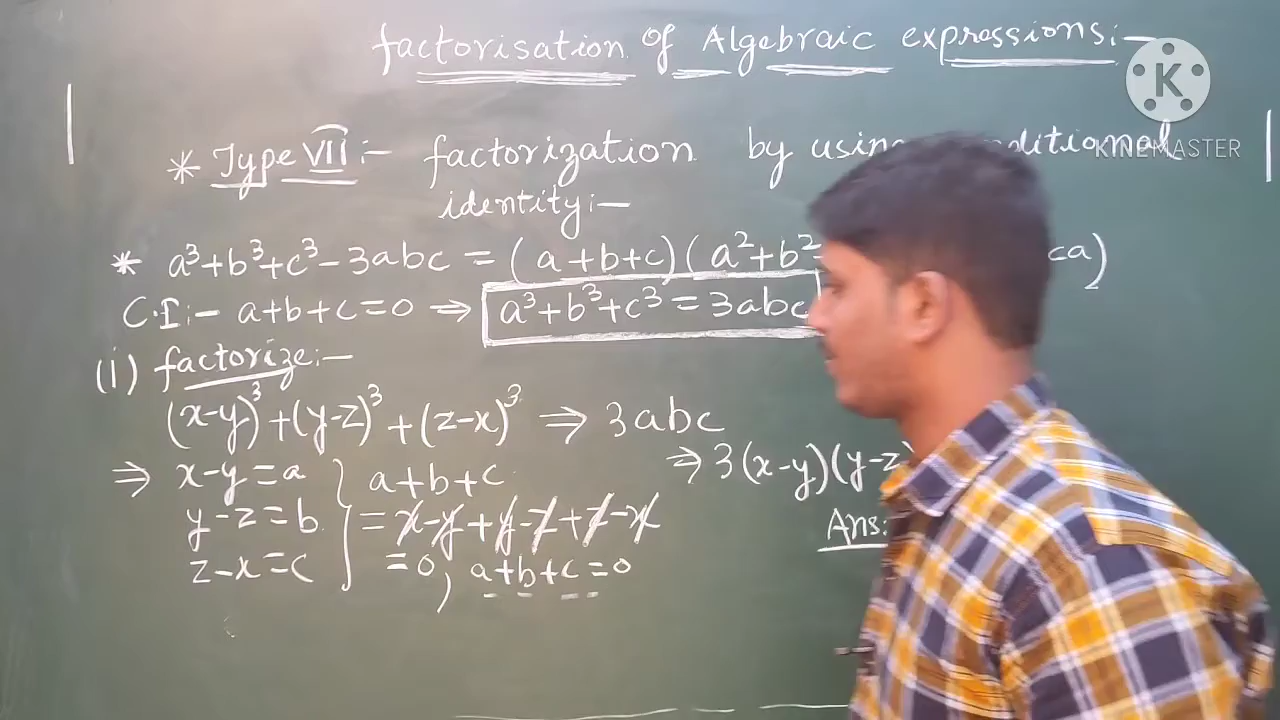 factorisation of Algebraic expressions:-
K
KINEMASTER
* Type VII:- factorization by using
identity:-
* a³+b³+c³-3abc = (a+b+c)(a²+b² ca)
C.I:- a+b+c=0 ⇒ a³+b³+c³=3abc
(i) factorize:-
(x-y)³+(y-z)³+(z-x)³ ⇒ 3abc
⇒ 3(x-y)(y-z)
Ans:
⇒ x-y=a } a+b+c
y-z=b =x-y+y-z+z-x
z-x=c =0, a+b+c=0